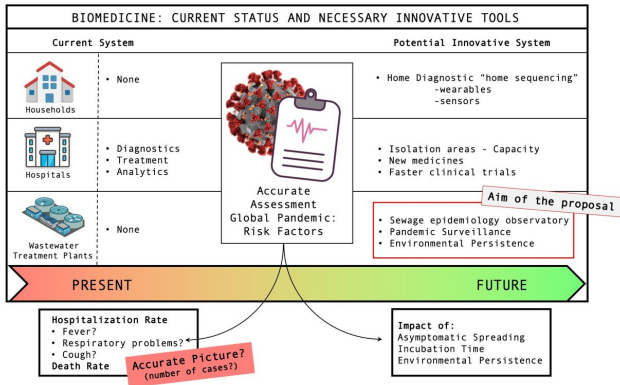 BIOMEDICINE: CURRENT STATUS AND NECESSARY INNOVATIVE TOOLS
Current System
Potential Innovative System
Households
• None
• Home Diagnostic “home sequencing”
-wearables
-sensors
Hospitals
• Diagnostics
• Treatment
• Analytics
• Isolation areas - Capacity
• New medicines
• Faster clinical trials
Accurate
Assessment
Global Pandemic:
Risk Factors
Aim of the proposal
Wastewater
Treatment Plants
• None
• Sewage epidemiology observatory
• Pandemic Surveillance
• Environmental Persistence
PRESENT
FUTURE
Hospitalization Rate
• Fever?
• Respiratory problems?
• Cough?
Death Rate
Accurate Picture?
(number of cases?)
Impact of:
Asymptomatic Spreading
Incubation Time
Environmental Persistence